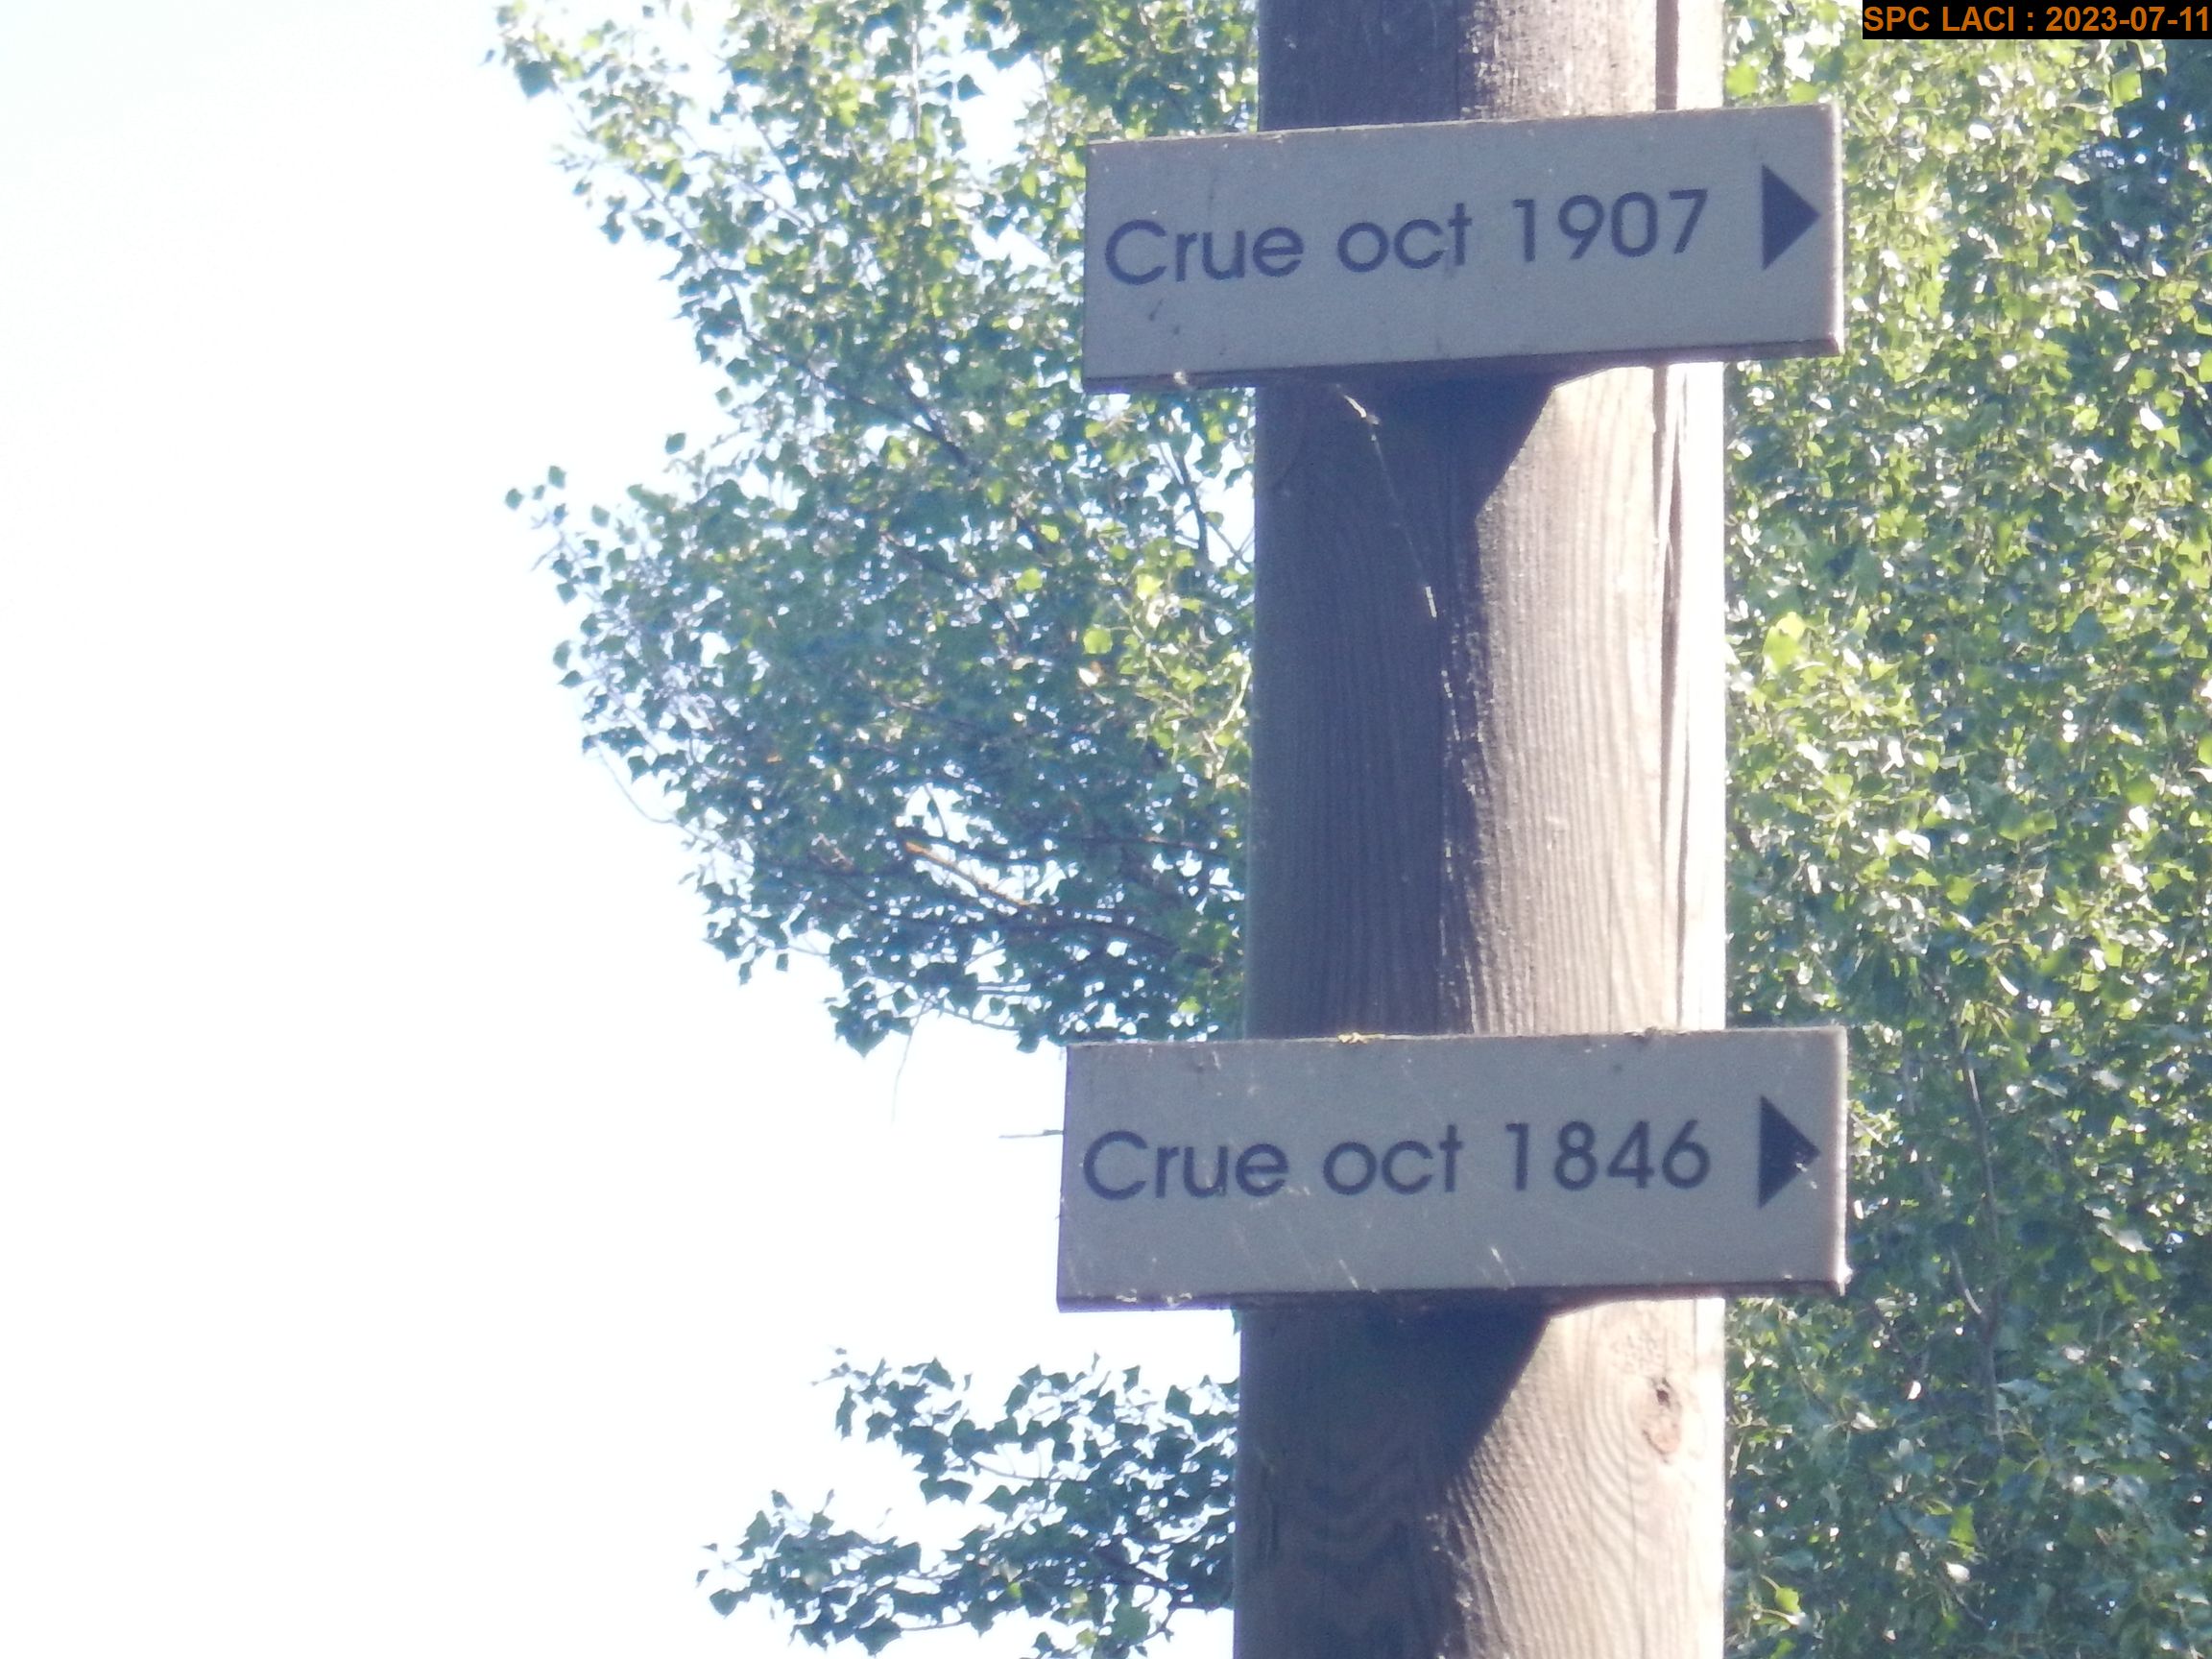 SPC LACI : 2023-07-11
Crue oct 1907
Crue oct 1846